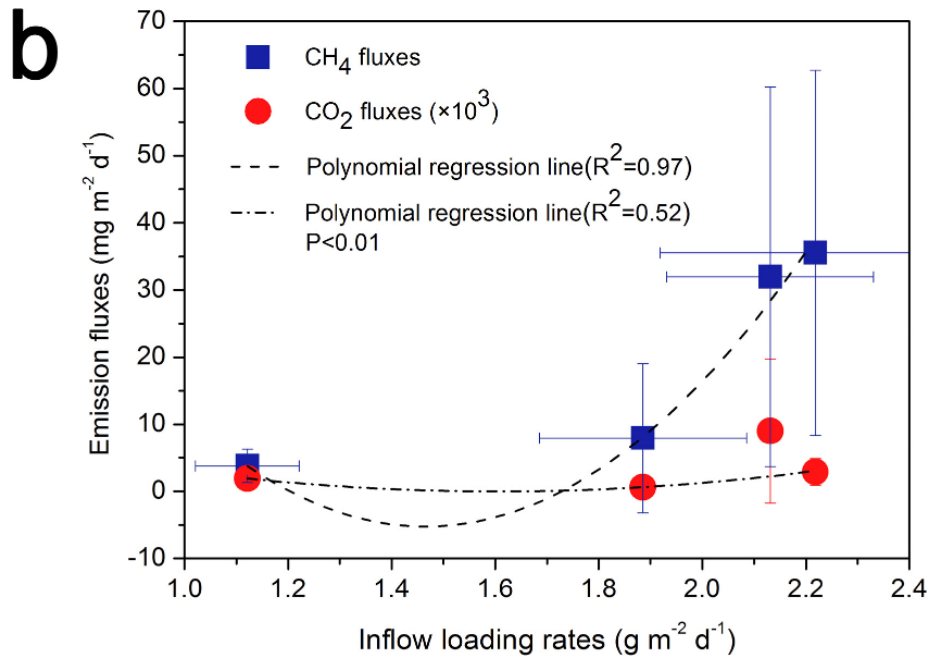 b
70
60
50
40
30
20
10
0
-10
Emission fluxes (mg m⁻² d⁻¹)
CH₄ fluxes
CO₂ fluxes (×10³)
Polynomial regression line(R²=0.97)
Polynomial regression line(R²=0.52)
P<0.01
1.0 1.2 1.4 1.6 1.8 2.0 2.2 2.4
Inflow loading rates (g m⁻² d⁻¹)